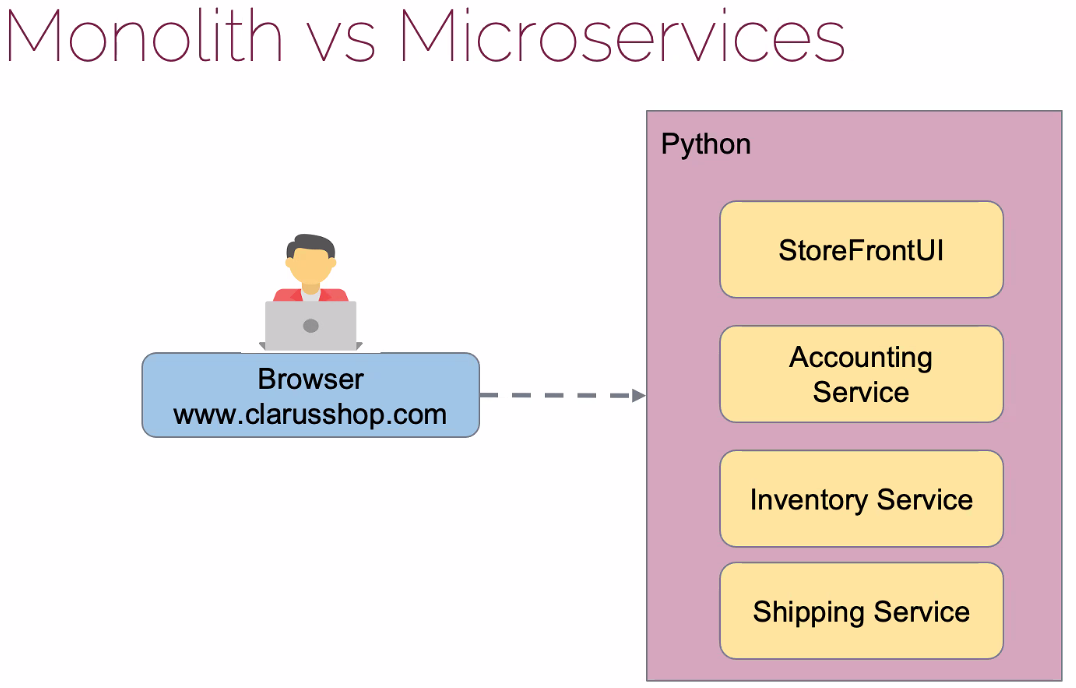 Monolith vs Microservices
Python
StoreFrontUI
Browser
www.clarusshop.com
Accounting
Service
Inventory Service
Shipping Service